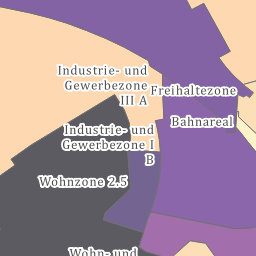 Industrie- und
Gewerbezone
III A
Freihaltezone
Bahnareal
Industrie- und
Gewerbezone I
B
Wohnzone 2.5
Wohn- und